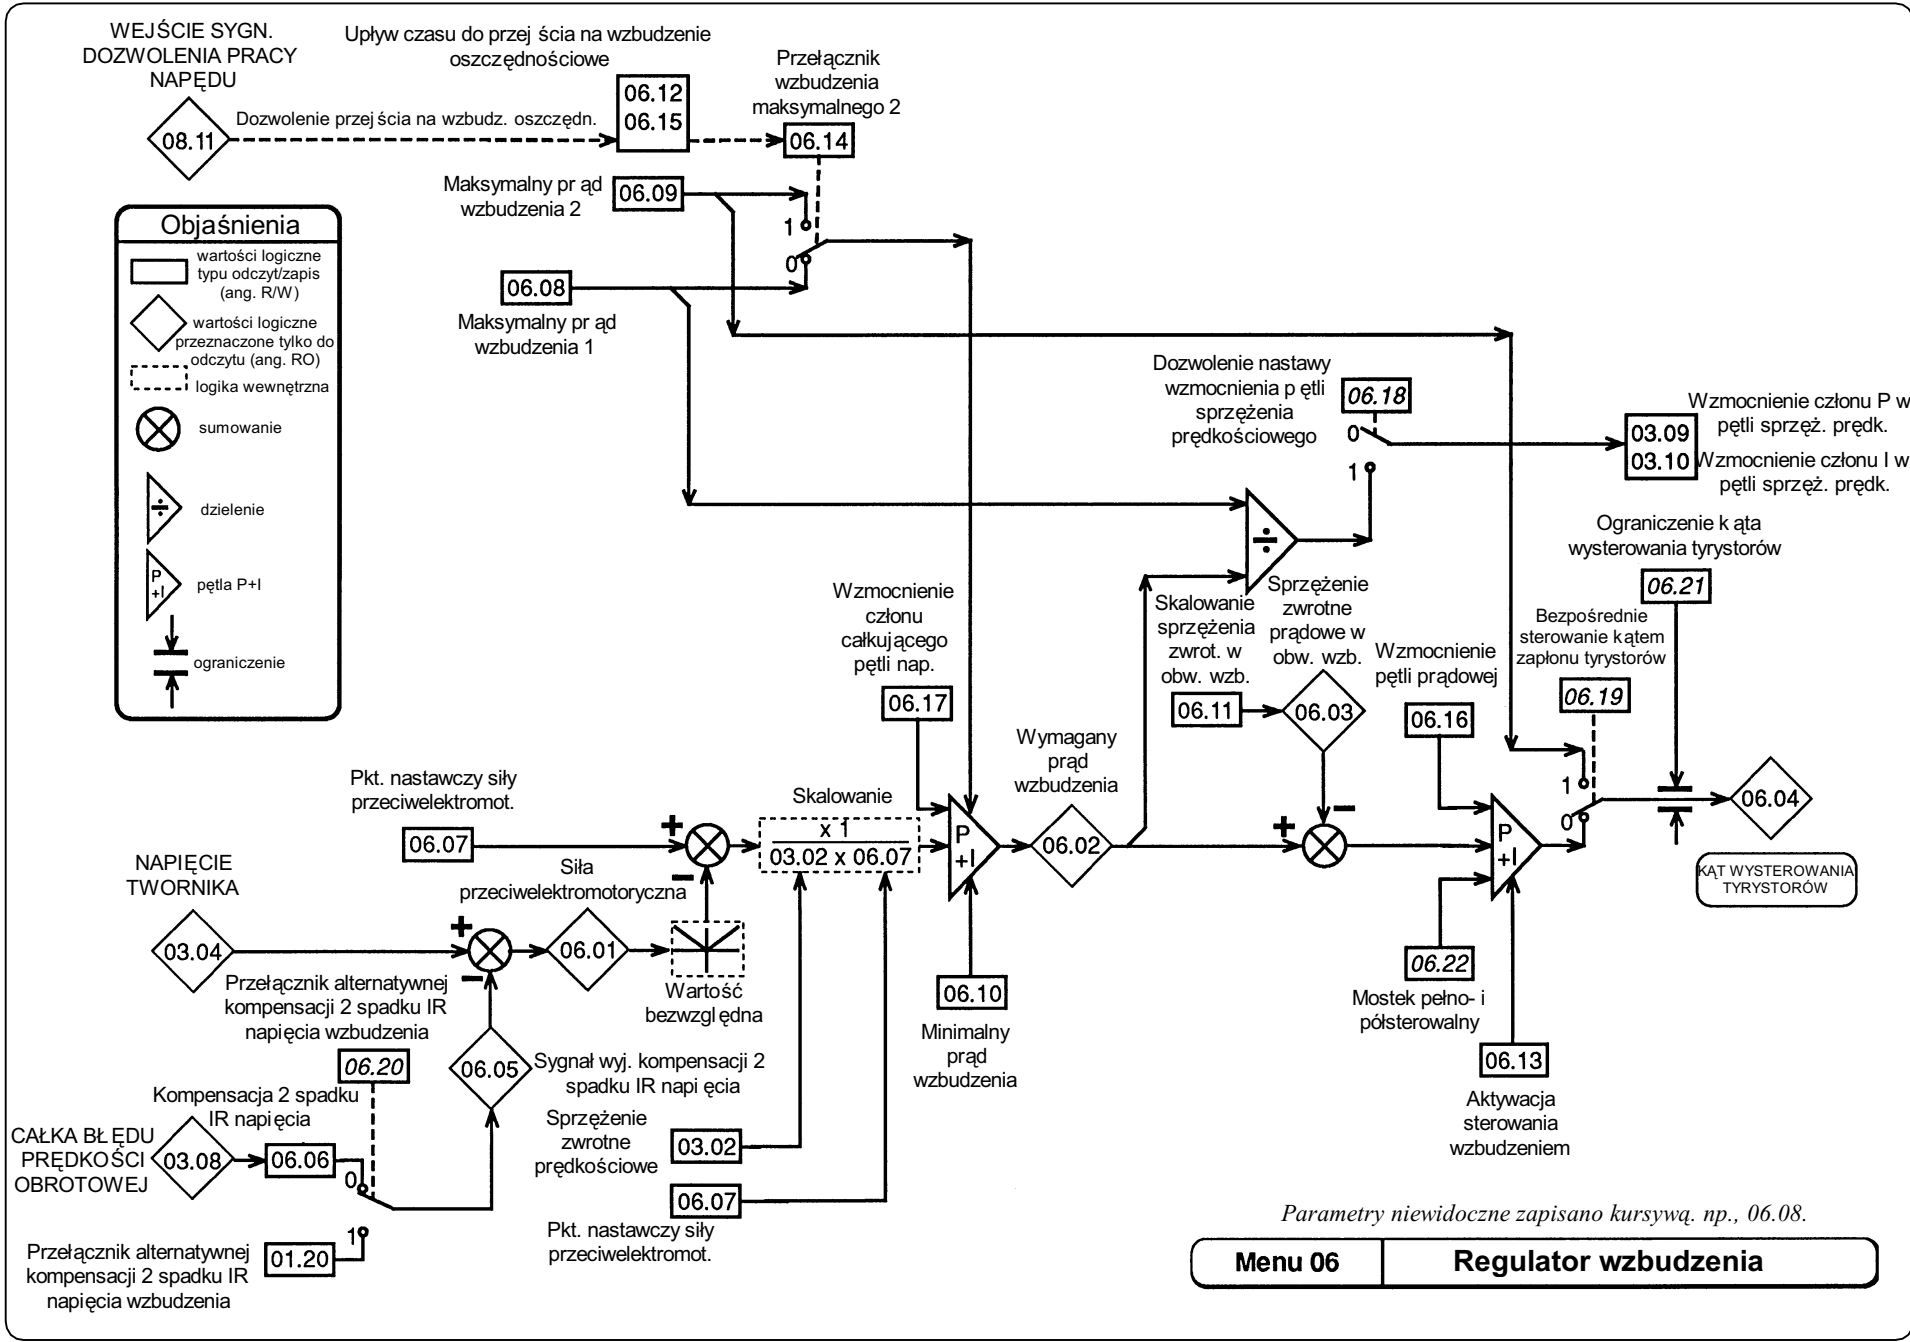 WEJŚCIE SYGN.
DOZWOLENIA PRACY
NAPĘDU
08.11
Dozwolenie przejścia na wzbudz. oszczędn.
Upływ czasu do przej ścia na wzbudzenie
oszczędnościowe
06.12
06.15
Przełącznik
wzbudzenia
maksymalnego 2
06.14
Maksymalny pr ąd
wzbudzenia 2
06.09
1
0
06.08
Maksymalny pr ąd
wzbudzenia 1
Objaśnienia
wartości logiczne
typu odczyt/zapis
(ang. R/W)
wartości logiczne
przeznaczone tylko do
odczytu (ang. RO)
logika wewnętrzna
sumowanie
÷
dzielenie
P
+I
pętla P+I
ograniczenie
Dozwolenie nastawy
wzmocnienia p ętli
sprzężenia
prędkościowego
06.18
0
1
03.09
03.10
Wzmocnienie członu P w
pętli sprzęż. prędk.
Wzmocnienie członu I w
pętli sprzęż. prędk.
÷
Ograniczenie k ąta
wysterowania tyrystorów
06.21
Wzmocnienie
członu
całkującego
pętli nap.
06.17
Skalowanie
sprzężenia
zwrot. w
obw. wzb.
06.11
Sprzężenie
zwrotne
prądowe w
obw. wzb.
06.03
Wzmocnienie
pętli prądowej
06.16
Bezpośrednie
sterowanie kątem
zapłonu tyrystorów
06.19
1
0
06.04
KĄT WYSTEROWANIA
TYRYSTORÓW
Pkt. nastawczy siły
przeciwelektromot.
06.07
+
−
Skalowanie
x 1
03.02 x 06.07
P
+I
Wymagany
prąd
wzbudzenia
06.02
+
−
P
+I
NAPIĘCIE
TWORNIKA
03.04
+
−
Siła
przeciwelektromotoryczna
06.01
Wartość
bezwzględna
06.10
Minimalny
prąd
wzbudzenia
06.22
Mostek pełno- i
półsterowalny
06.13
Aktywacja
sterowania
wzbudzeniem
Przełącznik alternatywnej
kompensacji 2 spadku IR
napięcia wzbudzenia
06.20
06.05
Sygnał wyj. kompensacji 2
spadku IR napi ęcia
Kompensacja 2 spadku
IR napięcia
CAŁKA BŁ ĘDU
PRĘDKOŚCI
OBROTOWEJ
03.08
06.06
0
1
Sprzężenie
zwrotne
prędkościowe
03.02
06.07
Pkt. nastawczy siły
przeciwelektromot.
Przełącznik alternatywnej
kompensacji 2 spadku IR
napięcia wzbudzenia
01.20
Parametry niewidoczne zapisano kursywą. np., 06.08.
Menu 06
Regulator wzbudzenia